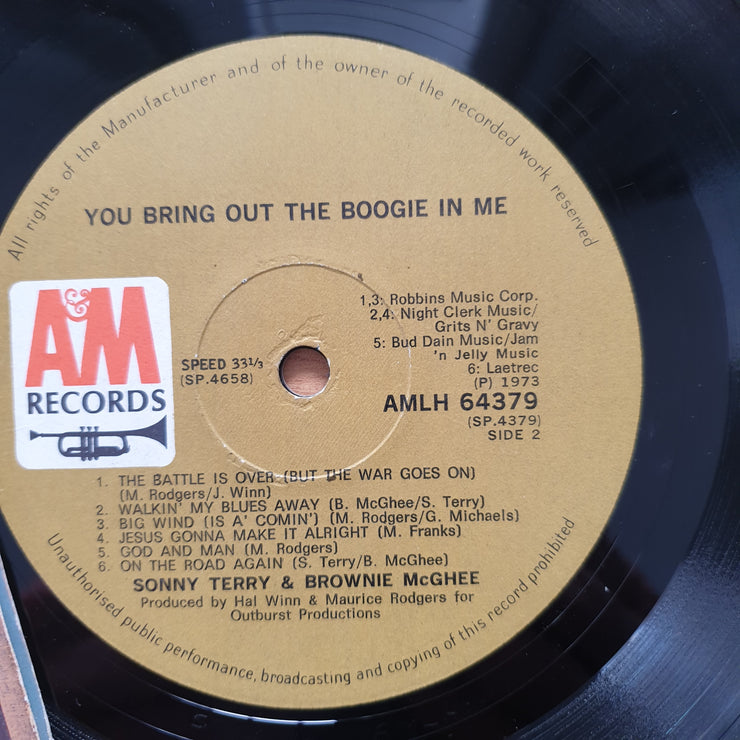 All rights of the Manufacturer and of the owner of the recorded work reserved
YOU BRING OUT THE BOOGIE IN ME
A&M
RECORDS
SPEED 33 1/3
(SP.4658)
1,3: Robbins Music Corp.
2,4: Night Clerk Music/
Grits N' Gravy
5: Bud Dain Music/Jam
'n Jelly Music
6: Laetrec
(P) 1973
AMLH 64379
(SP.4379)
SIDE 2
1. THE BATTLE IS OVER (BUT THE WAR GOES ON)
(M. Rodgers/J. Winn)
2. WALKIN' MY BLUES AWAY (B. McGHee/S. Terry)
3. BIG WIND (IS A' COMIN') (M. Rodgers/G. Michaels)
4. JESUS GONNA MAKE IT ALRIGHT (M. Franks)
5. GOD AND MAN (M. Rodgers)
6. ON THE ROAD AGAIN (S. Terry/B. McGhee)
SONNY TERRY & BROWNIE McGHEE
Produced by Hal Winn & Maurice Rodgers for
Outburst Productions
Unauthorised public performance, broadcasting and copying of this record prohibited